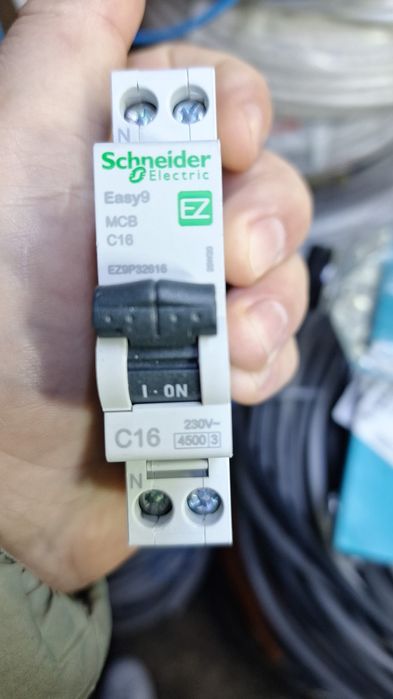 N
Schneider
Electric
Easy9
EZ
MCB
C16
EZ9P32616
I·ON
C16
230V~
4500 3
N